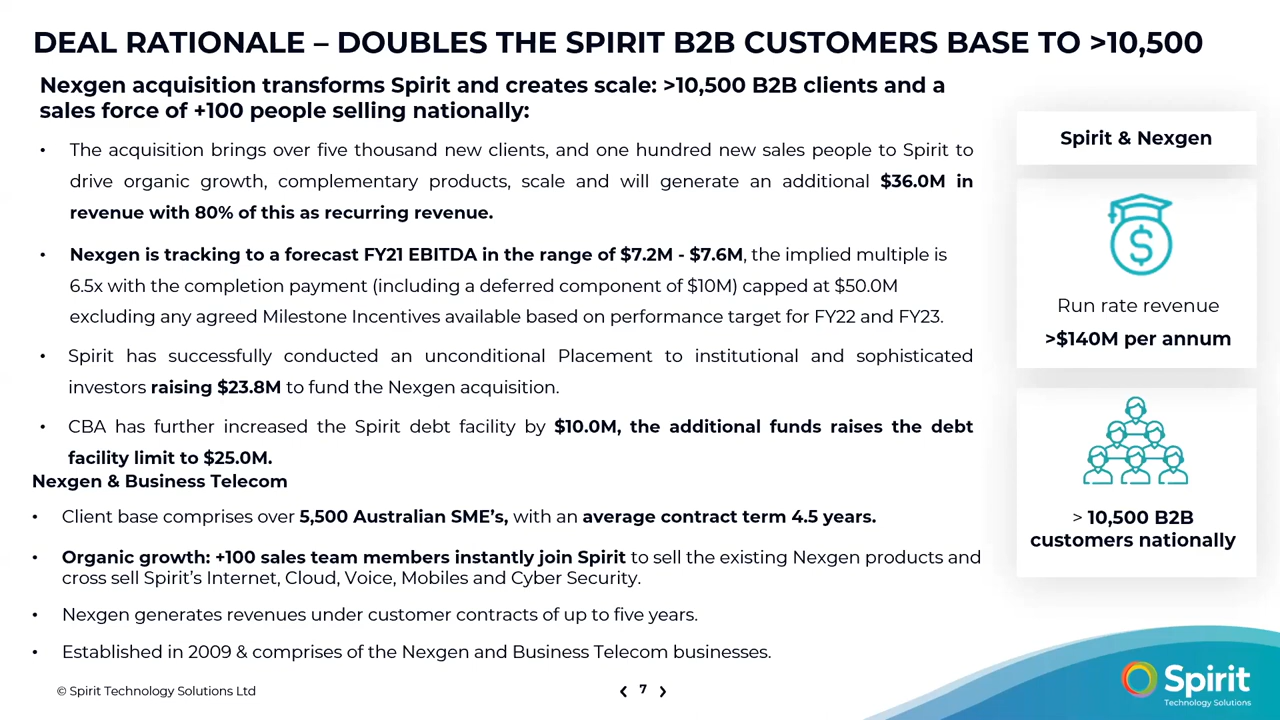 DEAL RATIONALE – DOUBLES THE SPIRIT B2B CUSTOMERS BASE TO >10,500
Nexgen acquisition transforms Spirit and creates scale: >10,500 B2B clients and a
sales force of +100 people selling nationally:
• The acquisition brings over five thousand new clients, and one hundred new sales people to Spirit to
drive organic growth, complementary products, scale and will generate an additional $36.0M in
revenue with 80% of this as recurring revenue.
• Nexgen is tracking to a forecast FY21 EBITDA in the range of $7.2M - $7.6M, the implied multiple is
6.5x with the completion payment (including a deferred component of $10M) capped at $50.0M
excluding any agreed Milestone Incentives available based on performance target for FY22 and FY23.
• Spirit has successfully conducted an unconditional Placement to institutional and sophisticated
investors raising $23.8M to fund the Nexgen acquisition.
• CBA has further increased the Spirit debt facility by $10.0M, the additional funds raises the debt
facility limit to $25.0M.
Nexgen & Business Telecom
• Client base comprises over 5,500 Australian SME’s, with an average contract term 4.5 years.
• Organic growth: +100 sales team members instantly join Spirit to sell the existing Nexgen products and
cross sell Spirit’s Internet, Cloud, Voice, Mobiles and Cyber Security.
• Nexgen generates revenues under customer contracts of up to five years.
• Established in 2009 & comprises of the Nexgen and Business Telecom businesses.
Spirit & Nexgen
$
Run rate revenue
>$140M per annum
> 10,500 B2B
customers nationally
© Spirit Technology Solutions Ltd
‹ 7 ›
Spirit
Technology Solutions